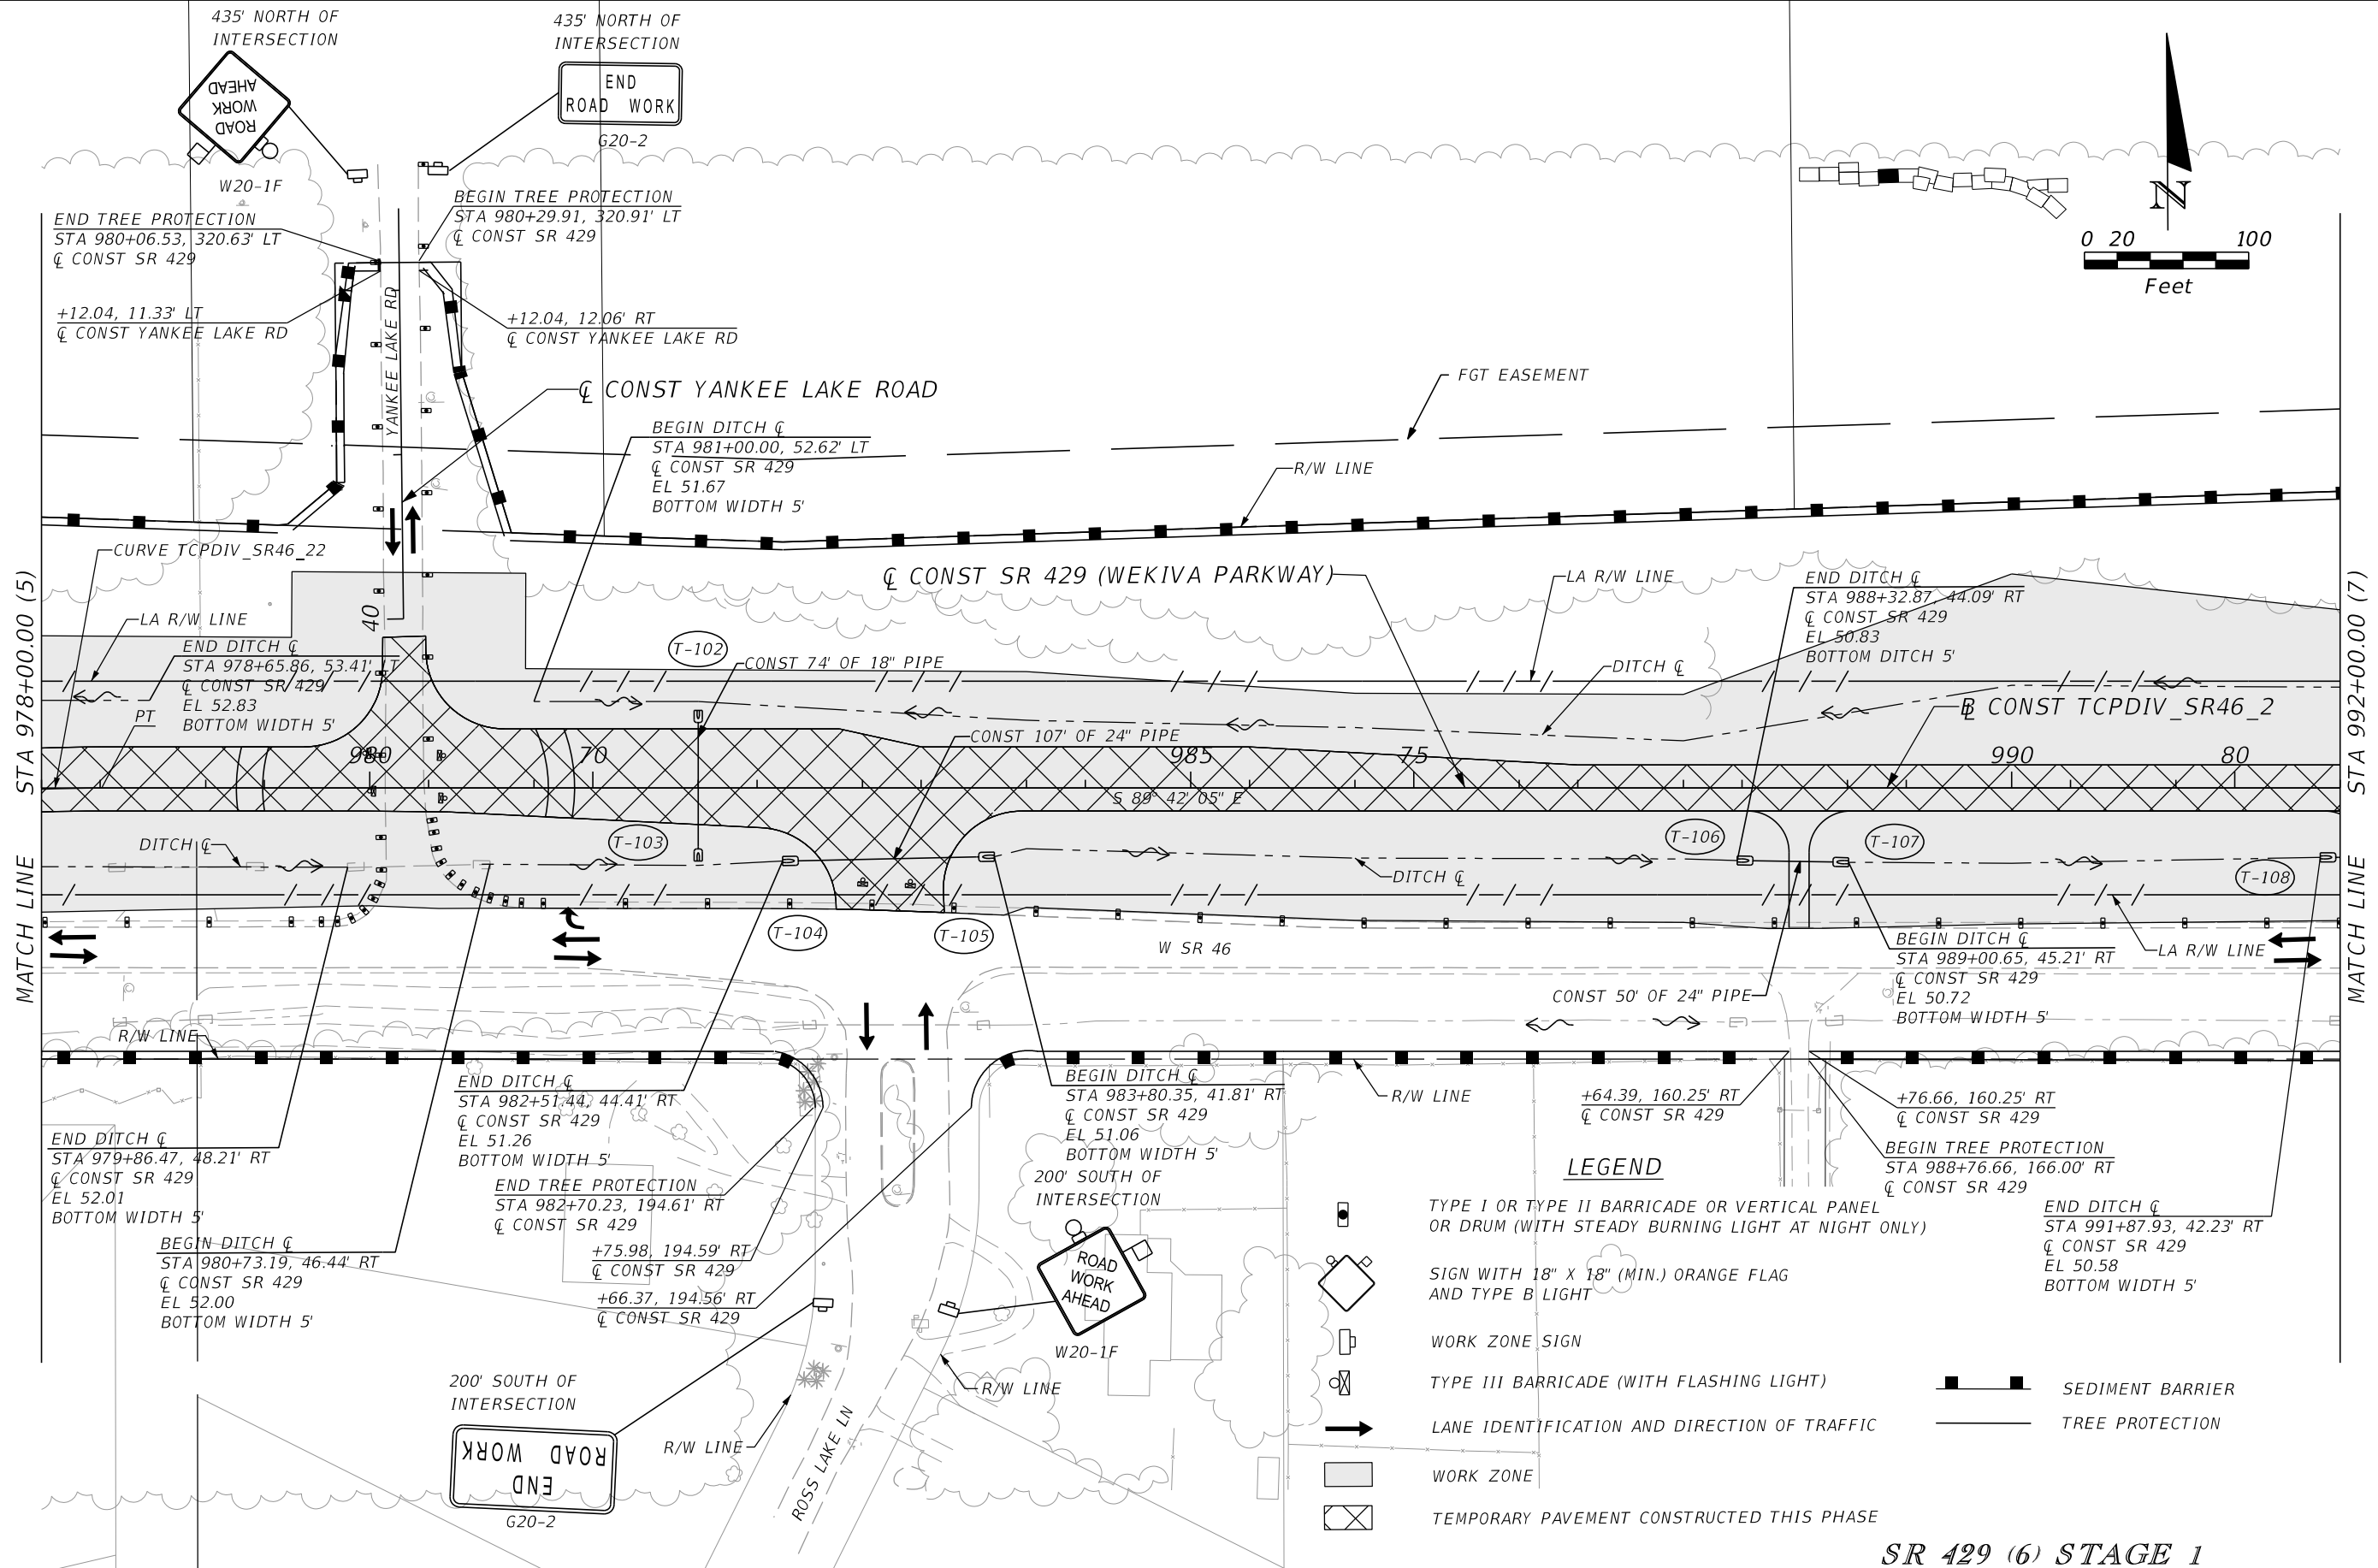 435' NORTH OF
INTERSECTION
ROAD
WORK
AHEAD
W20-1F
435' NORTH OF
INTERSECTION
END
ROAD WORK
G20-2
END TREE PROTECTION
STA 980+06.53, 320.63' LT
℄ CONST SR 429
BEGIN TREE PROTECTION
STA 980+29.91, 320.91' LT
℄ CONST SR 429
N
0 20 100
Feet
+12.04, 11.33' LT
℄ CONST YANKEE LAKE RD
YANKEE LAKE RD
+12.04, 12.06' RT
℄ CONST YANKEE LAKE RD
℄ CONST YANKEE LAKE ROAD
FGT EASEMENT
BEGIN DITCH ℄
STA 981+00.00, 52.62' LT
℄ CONST SR 429
EL 51.67
BOTTOM WIDTH 5'
R/W LINE
CURVE TCPDIV_SR46_22
℄ CONST SR 429 (WEKIVA PARKWAY)
LA R/W LINE
END DITCH ℄
STA 988+32.87, 44.09' RT
℄ CONST SR 429
EL 50.83
BOTTOM DITCH 5'
MATCH LINE STA 978+00.00 (5)
MATCH LINE STA 992+00.00 (7)
LA R/W LINE
40
END DITCH ℄
STA 978+65.86, 53.41' LT
℄ CONST SR 429
EL 52.83
BOTTOM WIDTH 5'
PT
T-102
CONST 74' OF 18" PIPE
DITCH ℄
CONST 107' OF 24" PIPE
B̵L CONST TCPDIV_SR46_2
980
70
985
75
990
80
S 89° 42' 05" E
DITCH ℄
T-103
T-106
T-107
DITCH ℄
T-108
T-104
T-105
W SR 46
BEGIN DITCH ℄
STA 989+00.65, 45.21' RT
℄ CONST SR 429
EL 50.72
BOTTOM WIDTH 5'
LA R/W LINE
CONST 50' OF 24" PIPE
R/W LINE
END DITCH ℄
STA 982+51.44, 44.41' RT
℄ CONST SR 429
EL 51.26
BOTTOM WIDTH 5'
BEGIN DITCH ℄
STA 983+80.35, 41.81' RT
℄ CONST SR 429
EL 51.06
BOTTOM WIDTH 5'
R/W LINE
+64.39, 160.25' RT
℄ CONST SR 429
+76.66, 160.25' RT
℄ CONST SR 429
END DITCH ℄
STA 979+86.47, 48.21' RT
℄ CONST SR 429
EL 52.01
BOTTOM WIDTH 5'
BEGIN TREE PROTECTION
STA 988+76.66, 166.00' RT
℄ CONST SR 429
END TREE PROTECTION
STA 982+70.23, 194.61' RT
℄ CONST SR 429
200' SOUTH OF
INTERSECTION
ROAD
WORK
AHEAD
W20-1F
END DITCH ℄
STA 991+87.93, 42.23' RT
℄ CONST SR 429
EL 50.58
BOTTOM WIDTH 5'
BEGIN DITCH ℄
STA 980+73.19, 46.44' RT
℄ CONST SR 429
EL 52.00
BOTTOM WIDTH 5'
+75.98, 194.59' RT
℄ CONST SR 429
+66.37, 194.56' RT
℄ CONST SR 429
200' SOUTH OF
INTERSECTION
END
ROAD WORK
G20-2
R/W LINE
ROSS LAKE LN
R/W LINE
LEGEND
TYPE I OR TYPE II BARRICADE OR VERTICAL PANEL
OR DRUM (WITH STEADY BURNING LIGHT AT NIGHT ONLY)
SIGN WITH 18" X 18" (MIN.) ORANGE FLAG
AND TYPE B LIGHT
WORK ZONE SIGN
TYPE III BARRICADE (WITH FLASHING LIGHT)
LANE IDENTIFICATION AND DIRECTION OF TRAFFIC
WORK ZONE
TEMPORARY PAVEMENT CONSTRUCTED THIS PHASE
SEDIMENT BARRIER
TREE PROTECTION
SR 429 (6) STAGE 1